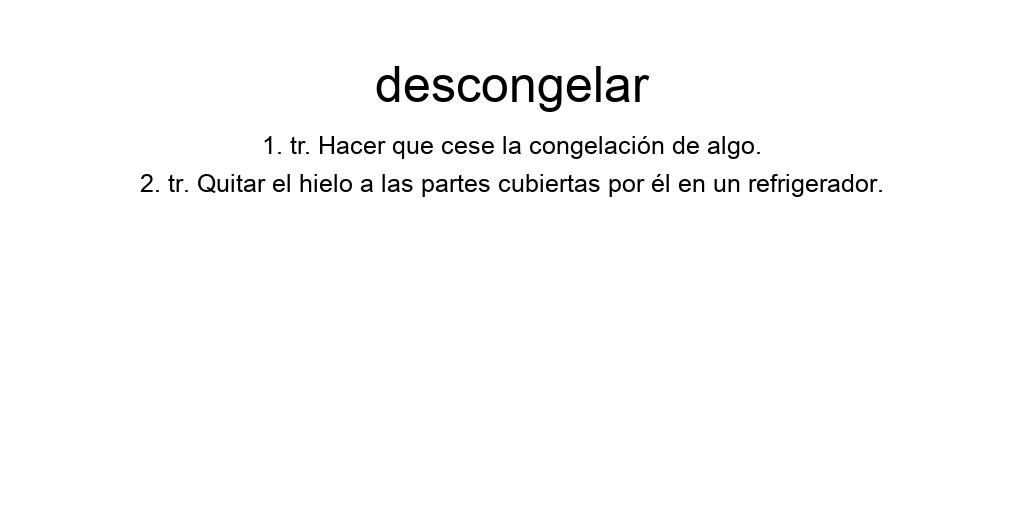 descongelar
1. tr. Hacer que cese la congelación de algo.
2. tr. Quitar el hielo a las partes cubiertas por él en un refrigerador.